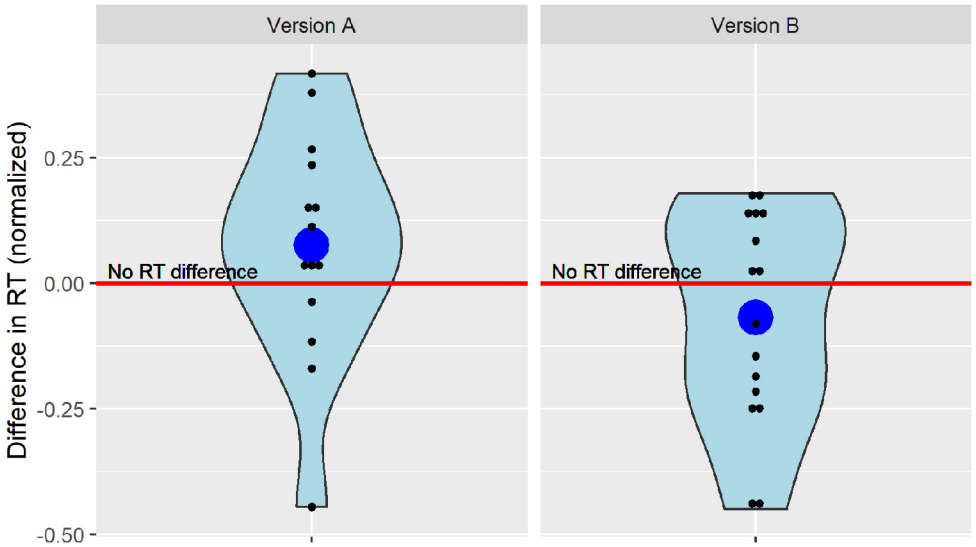 Version A
Version B
Difference in RT (normalized)
0.25
0.00
-0.25
-0.50
No RT difference
No RT difference